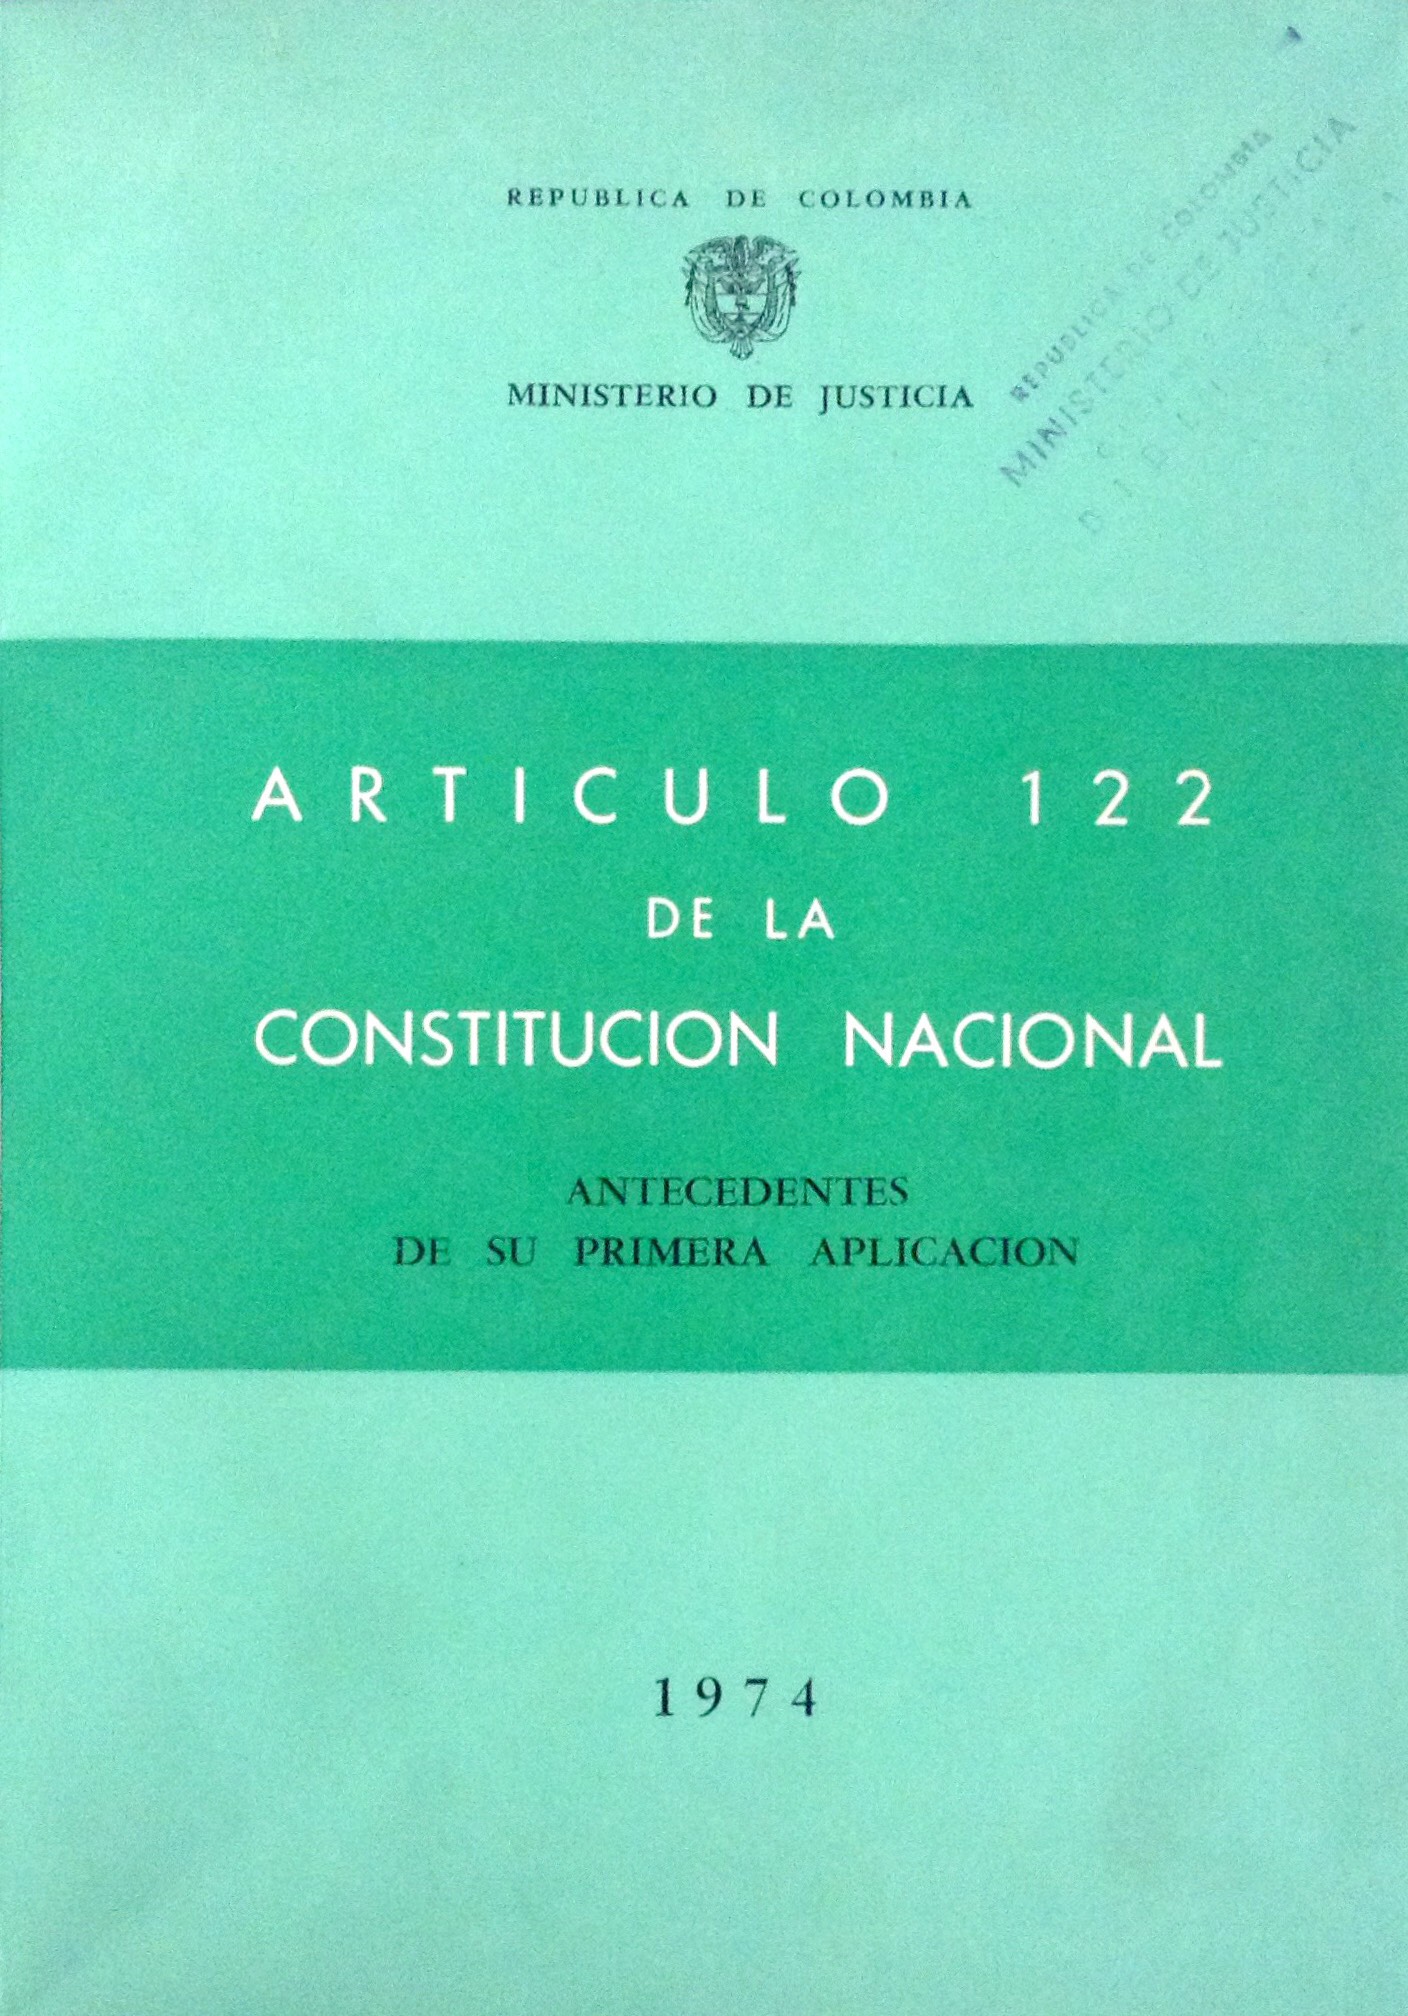 REPUBLICA DE COLOMBIA
MINISTERIO DE JUSTICIA
REPUBLICA DE COLOMBIA
MINISTERIO DE JUSTICIA
ARTICULO 122
DE LA
CONSTITUCION NACIONAL
ANTECEDENTES
DE SU PRIMERA APLICACION
1974